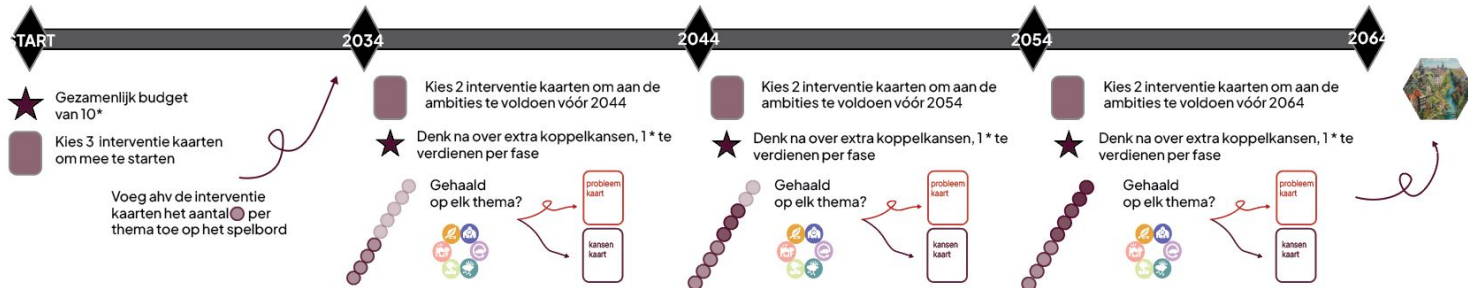 START
2034
2044
2054
2064
Gezamenlijk budget
van 10*
Kies 3 interventie kaarten
om mee te starten
Voeg ahv de interventie
kaarten het aantal per
thema toe op het spelbord
Kies 2 interventie kaarten om aan de
ambities te voldoen vóór 2044
Denk na over extra koppelkansen, 1 * te
verdienen per fase
Gehaald
op elk thema?
probleem
kaart
kansen
kaart
Kies 2 interventie kaarten om aan de
ambities te voldoen vóór 2054
Denk na over extra koppelkansen, 1 * te
verdienen per fase
Gehaald
op elk thema?
probleem
kaart
kansen
kaart
Kies 2 interventie kaarten om aan de
ambities te voldoen vóór 2064
Denk na over extra koppelkansen, 1 * te
verdienen per fase
Gehaald
op elk thema?
probleem
kaart
kansen
kaart